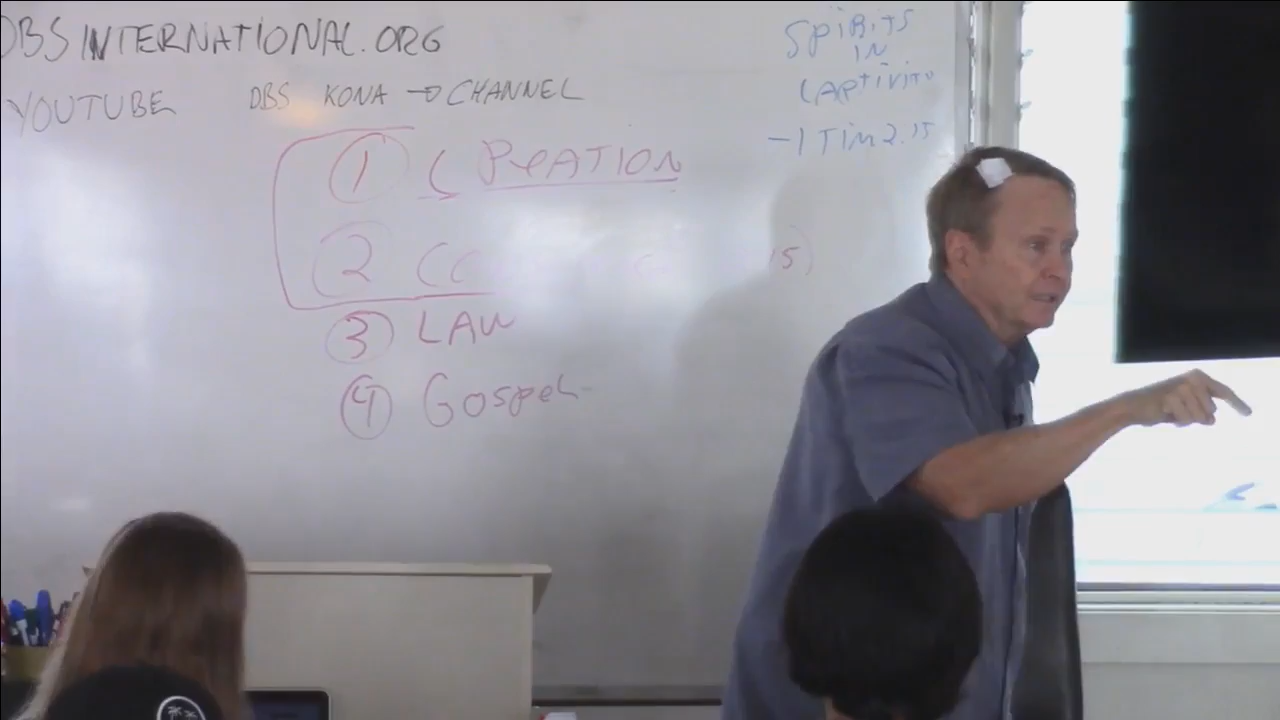 DBSINTERNATIONAL.ORG
YOUTUBE DBS KONA → CHANNEL
SPIRITS
IN
CAPTIVITY
-1 Tim 2.15
1 CREATION
2
15)
3 LAW
4 GOSPEL